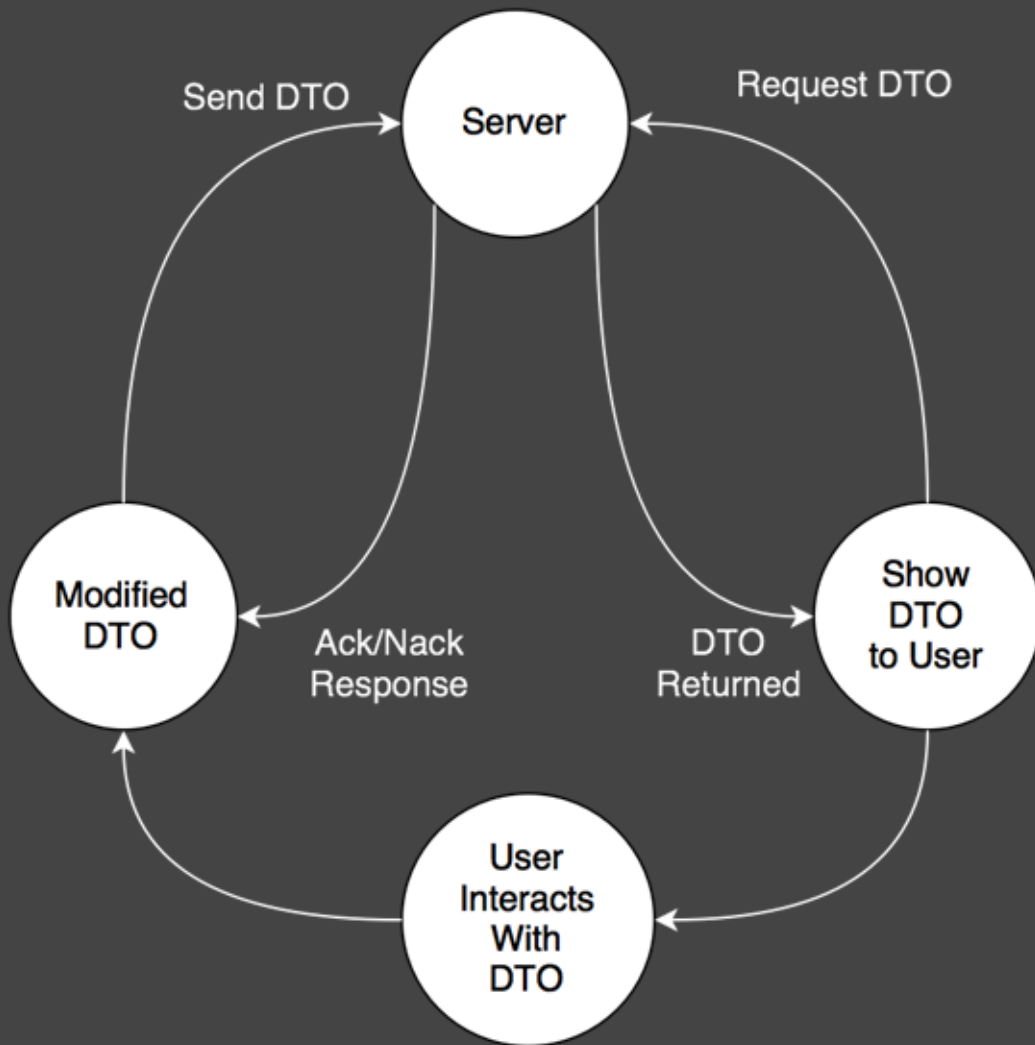 Send DTO
Server
Request DTO
Modified
DTO
Ack/Nack
Response
DTO
Returned
Show
DTO
to User
User
Interacts
With
DTO